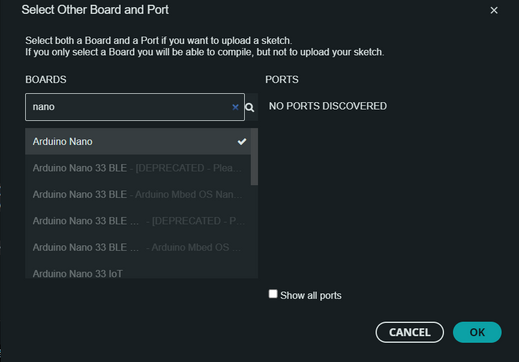 Select Other Board and Port
Select both a Board and a Port if you want to upload a sketch.
If you only select a Board you will be able to compile, but not to upload your sketch.
BOARDS
PORTS
nano
NO PORTS DISCOVERED
Arduino Nano
Arduino Nano 33 BLE - [DEPRECATED - Plea...
Arduino Nano 33 BLE - Arduino Mbed OS Nan...
Arduino Nano 33 BLE ... - [DEPRECATED - P...
Arduino Nano 33 BLE ... - Arduino Mbed OS ...
Arduino Nano 33 IoT
Show all ports
CANCEL
OK